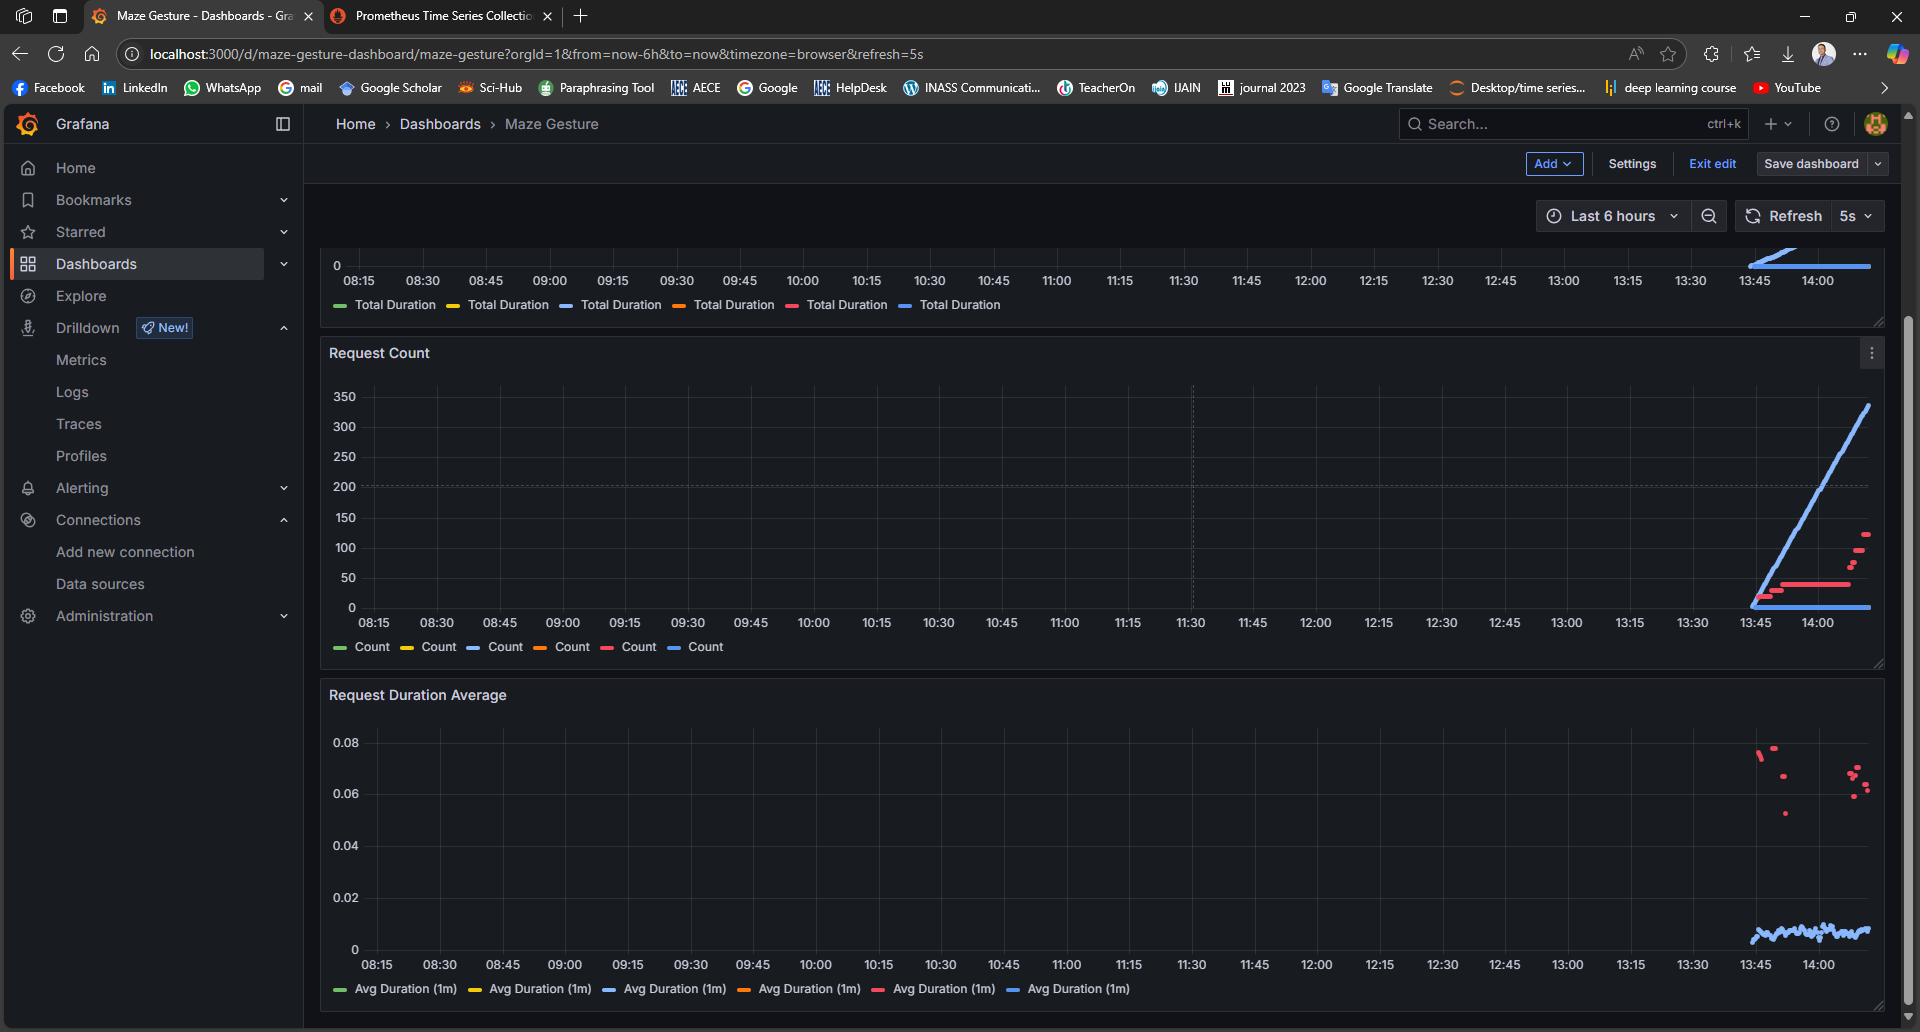 Maze Gesture - Dashboards - Gra
Prometheus Time Series Collectio
localhost:3000/d/maze-gesture-dashboard/maze-gesture?orgId=1&from=now-6h&to=now&timezone=browser&refresh=5s
Facebook LinkedIn WhatsApp mail Google Scholar Sci-Hub Paraphrasing Tool AECE Google HelpDesk INASS Communicati... TeacherOn IJAIN journal 2023 Google Translate Desktop/time series... deep learning course YouTube
Grafana
Home › Dashboards › Maze Gesture
Search... ctrl+k
Home
Bookmarks
Starred
Dashboards
Explore
Drilldown New!
Metrics
Logs
Traces
Profiles
Alerting
Connections
Add new connection
Data sources
Administration
Add Settings Exit edit Save dashboard
Last 6 hours Refresh 5s
0
08:15 08:30 08:45 09:00 09:15 09:30 09:45 10:00 10:15 10:30 10:45 11:00 11:15 11:30 11:45 12:00 12:15 12:30 12:45 13:00 13:15 13:30 13:45 14:00
Total Duration Total Duration Total Duration Total Duration Total Duration Total Duration
Request Count
350
300
250
200
150
100
50
0
08:15 08:30 08:45 09:00 09:15 09:30 09:45 10:00 10:15 10:30 10:45 11:00 11:15 11:30 11:45 12:00 12:15 12:30 12:45 13:00 13:15 13:30 13:45 14:00
Count Count Count Count Count Count
Request Duration Average
0.08
0.06
0.04
0.02
0
08:15 08:30 08:45 09:00 09:15 09:30 09:45 10:00 10:15 10:30 10:45 11:00 11:15 11:30 11:45 12:00 12:15 12:30 12:45 13:00 13:15 13:30 13:45 14:00
Avg Duration (1m) Avg Duration (1m) Avg Duration (1m) Avg Duration (1m) Avg Duration (1m) Avg Duration (1m)